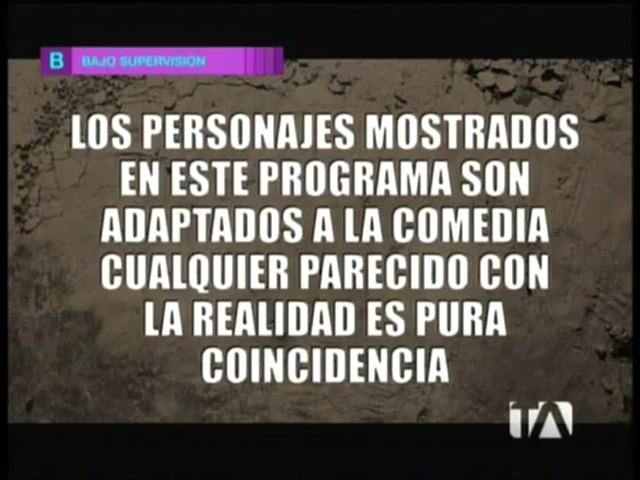 B BAJO SUPERVISIÓN
LOS PERSONAJES MOSTRADOS
EN ESTE PROGRAMA SON
ADAPTADOS A LA COMEDIA
CUALQUIER PARECIDO CON
LA REALIDAD ES PURA
COINCIDENCIA
TA